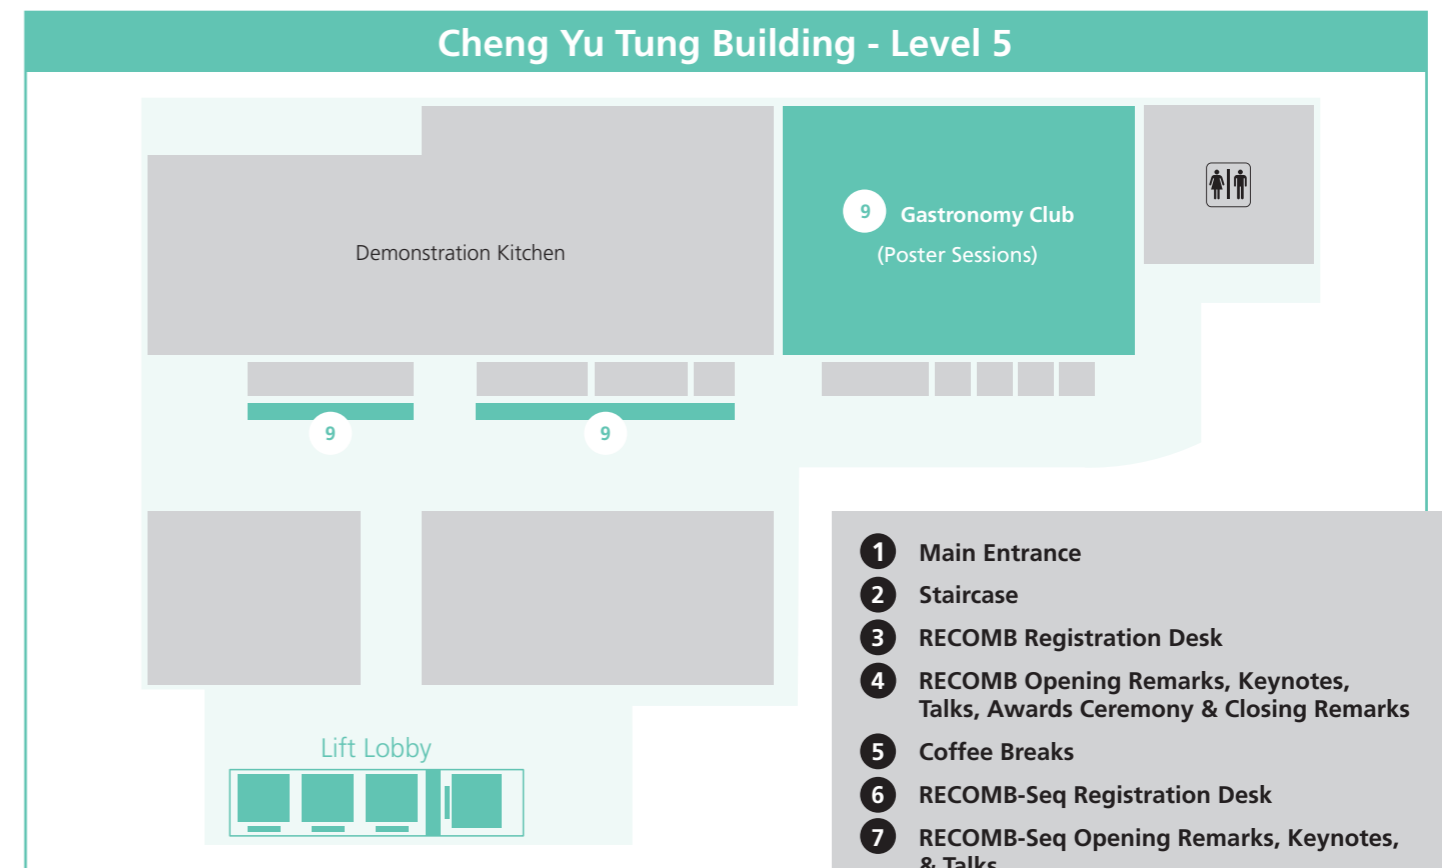 Cheng Yu Tung Building - Level 5
9 Gastronomy Club
(Poster Sessions)
Demonstration Kitchen
9
9
1 Main Entrance
2 Staircase
3 RECOMB Registration Desk
4 RECOMB Opening Remarks, Keynotes,
Talks, Awards Ceremony & Closing Remarks
Lift Lobby
5 Coffee Breaks
6 RECOMB-Seq Registration Desk
7 RECOMB-Seq Opening Remarks, Keynotes,
& Talks